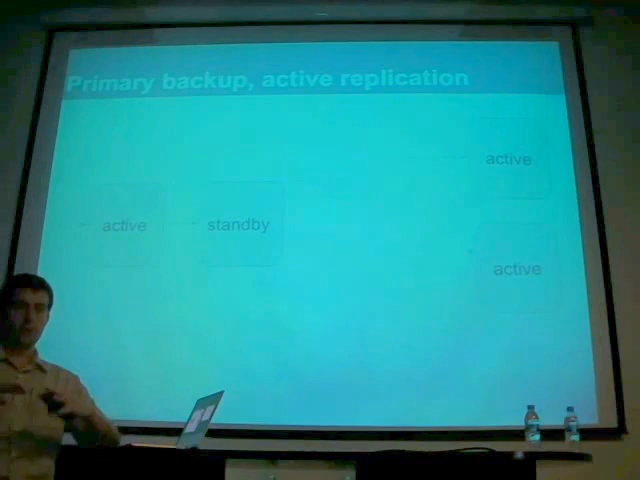 Primary backup, active replication
active
standby
active
active